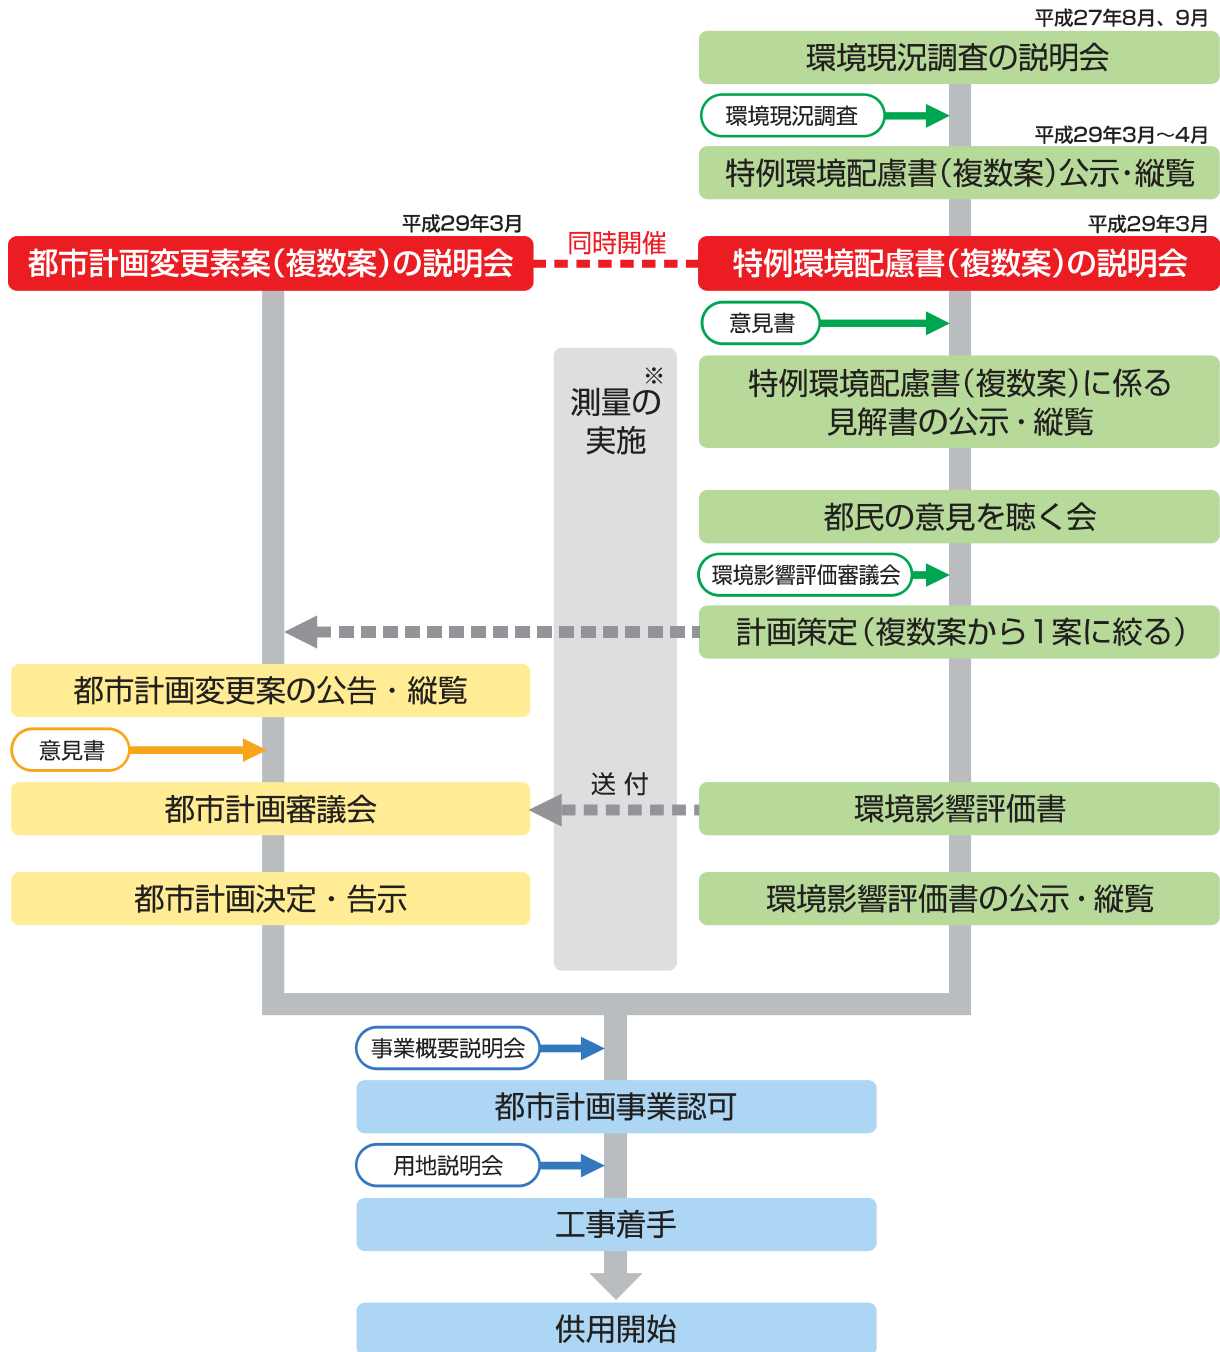 平成27年8月、9月
環境現況調査の説明会
環境現況調査
平成29年3月〜4月
特例環境配慮書(複数案)公示・縦覧
平成29年3月
都市計画変更素案(複数案)の説明会
同時開催
平成29年3月
特例環境配慮書(複数案)の説明会
意見書
※
測量の
実施
特例環境配慮書(複数案)に係る
見解書の公示・縦覧
都民の意見を聴く会
環境影響評価審議会
計画策定(複数案から1案に絞る)
都市計画変更案の公告・縦覧
意見書
都市計画審議会
送 付
環境影響評価書
都市計画決定・告示
環境影響評価書の公示・縦覧
事業概要説明会
都市計画事業認可
用地説明会
工事着手
供用開始